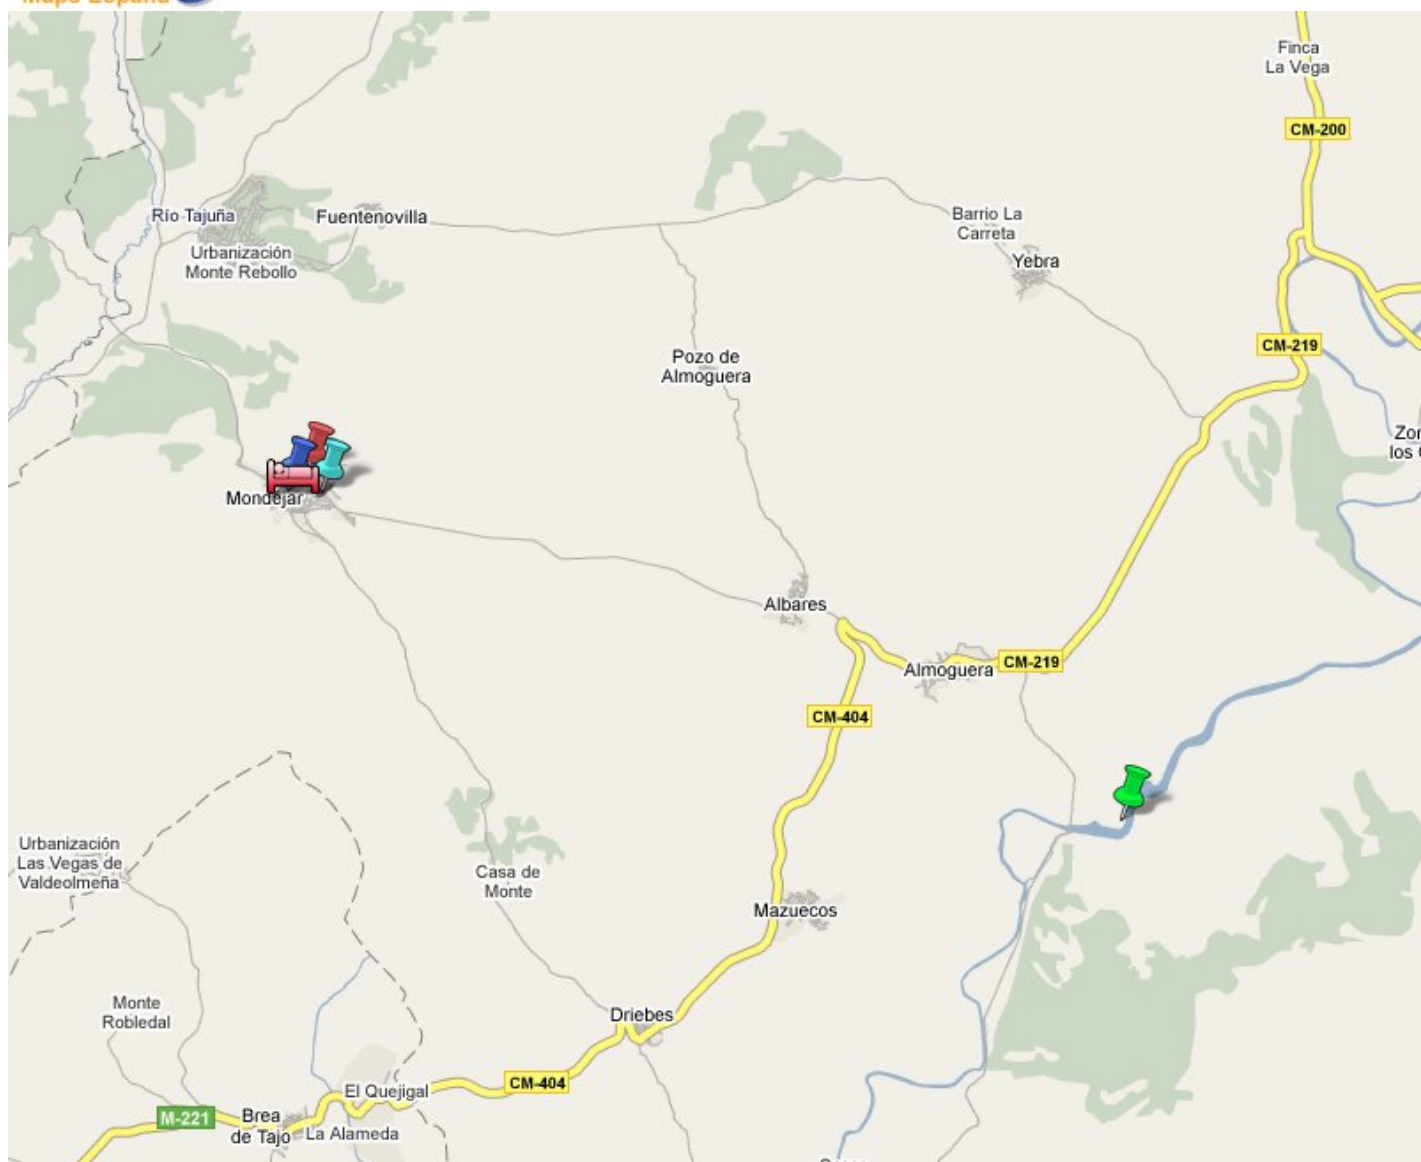 Mapa España
Finca
La Vega
CM-200
Río Tajuña
Fuentenovilla
Barrio La
Carreta
Urbanización
Monte Rebollo
Yebra
CM-219
Pozo de
Almoguera
Mondéjar
Albares
Almoguera
CM-219
CM-404
Urbanización
Las Vegas de
Valdeolmeña
Casa de
Monte
Mazuecos
Monte
Robledal
Driebes
El Quejigal
CM-404
M-221
Brea
de Tajo
La Alameda